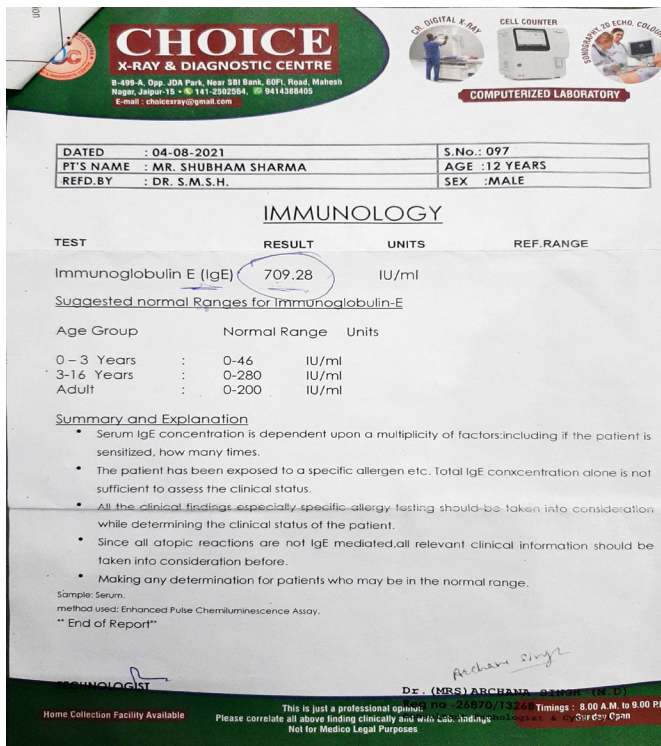 CHOICE
X-RAY & DIAGNOSTIC CENTRE
B-499-A, Opp. JDA Park, Near SBI Bank, 60Ft. Road, Mahesh
Nagar, Jaipur-15 • 141-2502564, 9414388405
E-mail : choicexray@gmail.com
CR. DIGITAL X-RAY
CELL COUNTER
SONOGRAPHY, 2D ECHO, COLOUR
COMPUTERIZED LABORATORY
DATED : 04-08-2021 S.No.: 097
PT'S NAME : MR. SHUBHAM SHARMA AGE :12 YEARS
REFD.BY : DR. S.M.S.H. SEX :MALE
IMMUNOLOGY
TEST RESULT UNITS REF.RANGE
Immunoglobulin E (IgE) 709.28 IU/ml
Suggested normal Ranges for Immunoglobulin-E
Age Group Normal Range Units
0 – 3 Years : 0-46 IU/ml
3-16 Years : 0-280 IU/ml
Adult : 0-200 IU/ml
Summary and Explanation
• Serum IgE concentration is dependent upon a multiplicity of factors:including if the patient is
sensitized, how many times.
• The patient has been exposed to a specific allergen etc. Total IgE conxcentration alone is not
sufficient to assess the clinical status.
• All the clinical findings especially specific allergy testing should be taken into consideration
while determining the clinical status of the patient.
• Since all atopic reactions are not IgE mediated,all relevant clinical information should be
taken into consideration before.
• Making any determination for patients who may be in the normal range.
Sample: Serum.
method used: Enhanced Pulse Chemiluminescence Assay.
** End of Report**
Archana Singh
TECHNOLOGIST
Dr. (MRS) ARCHANA SINGH (M.D)
Reg no -26870/13268
Home Collection Facility Available
This is just a professional opinion
Please correlate all above finding clinically and with findings
Not for Medico Legal Purposes
Timings : 8.00 A.M. to 9.00 P.
Sunday Open